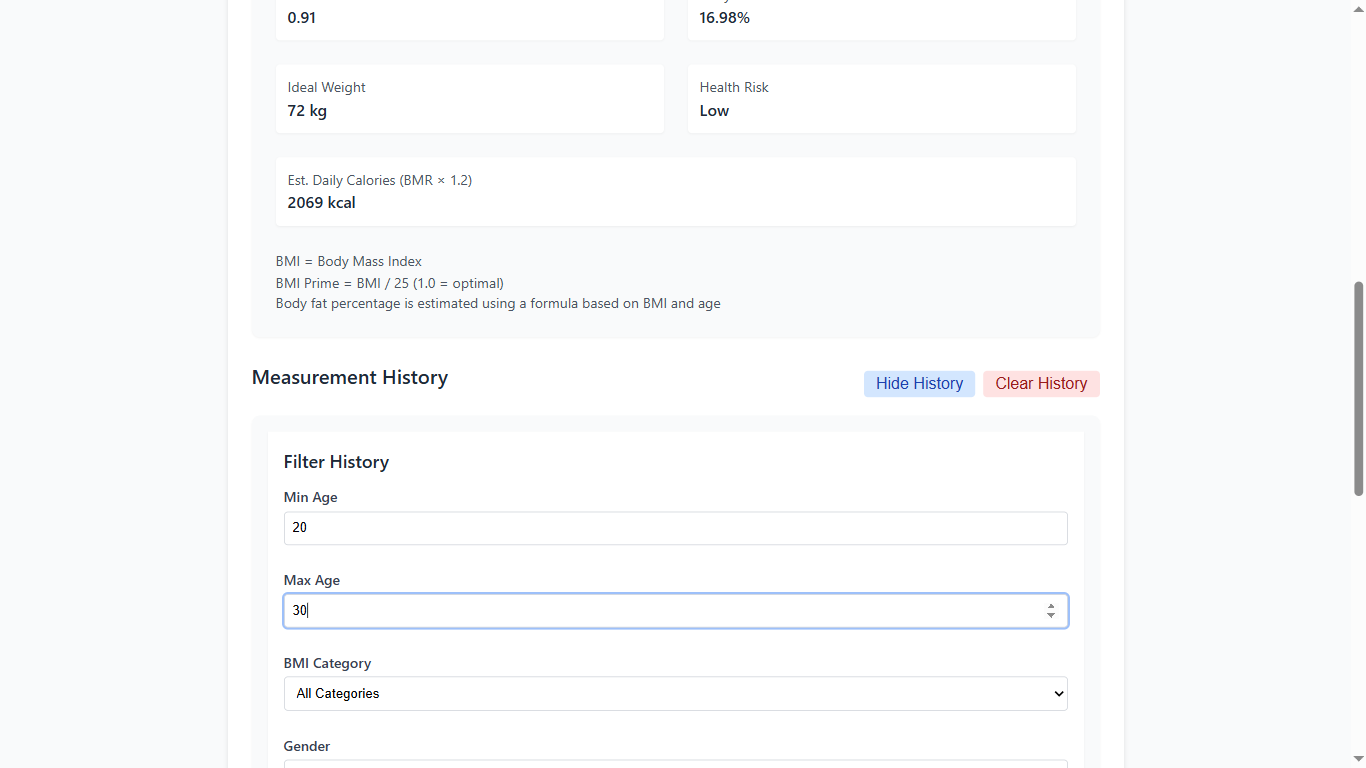 0.91
16.98%
Ideal Weight
72 kg
Health Risk
Low
Est. Daily Calories (BMR × 1.2)
2069 kcal
BMI = Body Mass Index
BMI Prime = BMI / 25 (1.0 = optimal)
Body fat percentage is estimated using a formula based on BMI and age
Measurement History
Hide History
Clear History
Filter History
Min Age
20
Max Age
30
BMI Category
All Categories
Gender